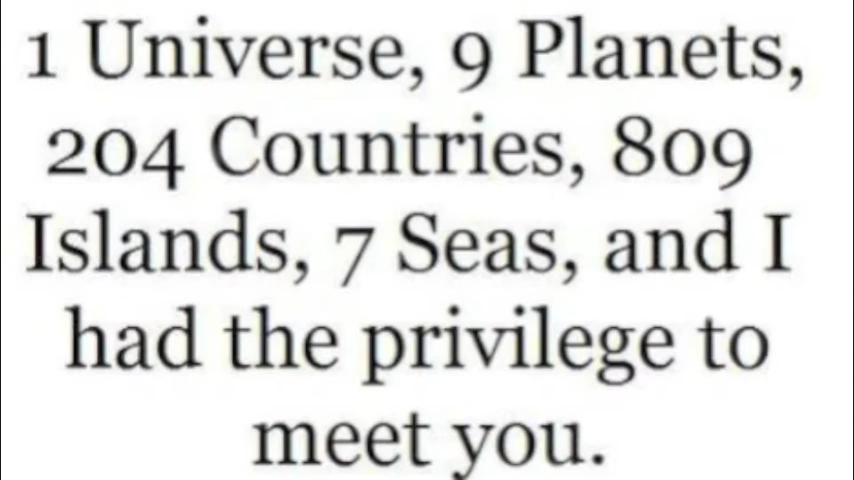 1 Universe, 9 Planets,
204 Countries, 809
Islands, 7 Seas, and I
had the privilege to
meet you.